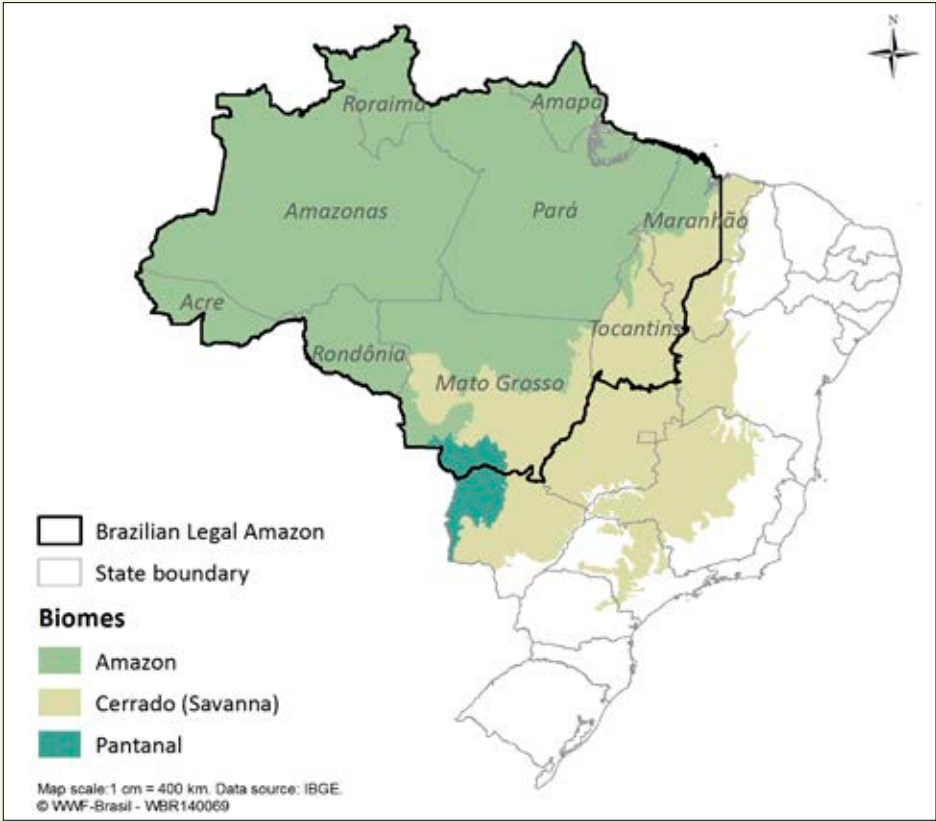 N
Roraima
Amapa
Amazonas
Pará
Maranhão
Acre
Tocantins
Rondônia
Mato Grosso
Brazilian Legal Amazon
State boundary
Biomes
Amazon
Cerrado (Savanna)
Pantanal
Map scale:1 cm = 400 km. Data source: IBGE.
© WWF-Brasil - WBR140069